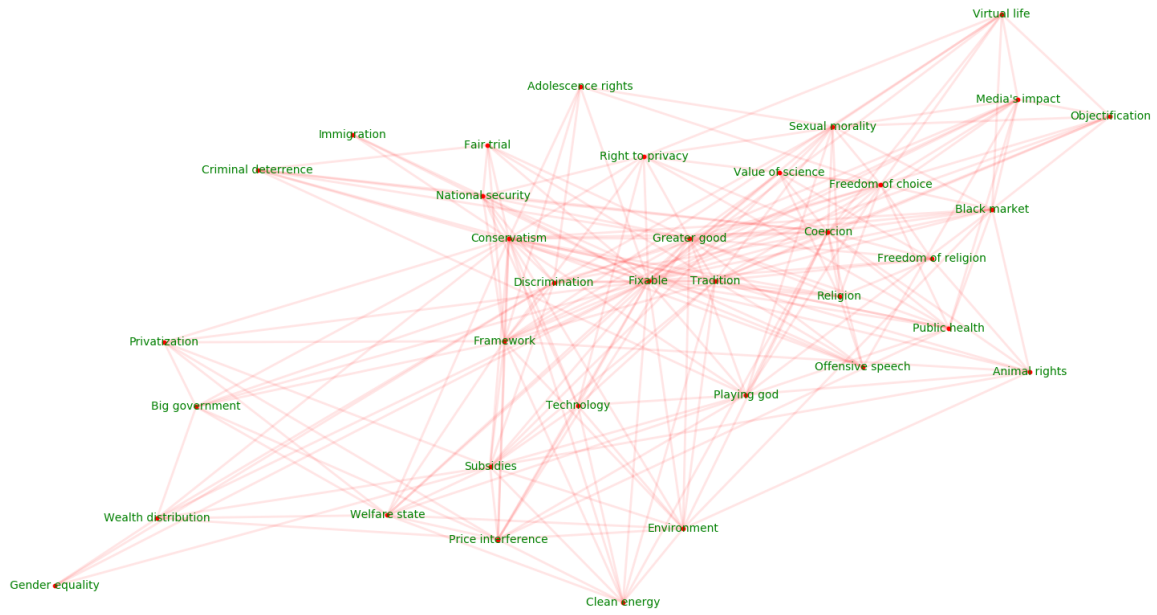 Virtual life
Adolescence rights
Media's impact
Objectification
Sexual morality
Immigration
Fair trial
Right to privacy
Criminal deterrence
Value of science
Freedom of choice
National security
Black market
Coercion
Conservatism
Greater good
Freedom of religion
Discrimination
Fixable
Tradition
Religion
Public health
Privatization
Framework
Offensive speech
Animal rights
Playing god
Big government
Technology
Subsidies
Wealth distribution
Welfare state
Environment
Price interference
Gender equality
Clean energy